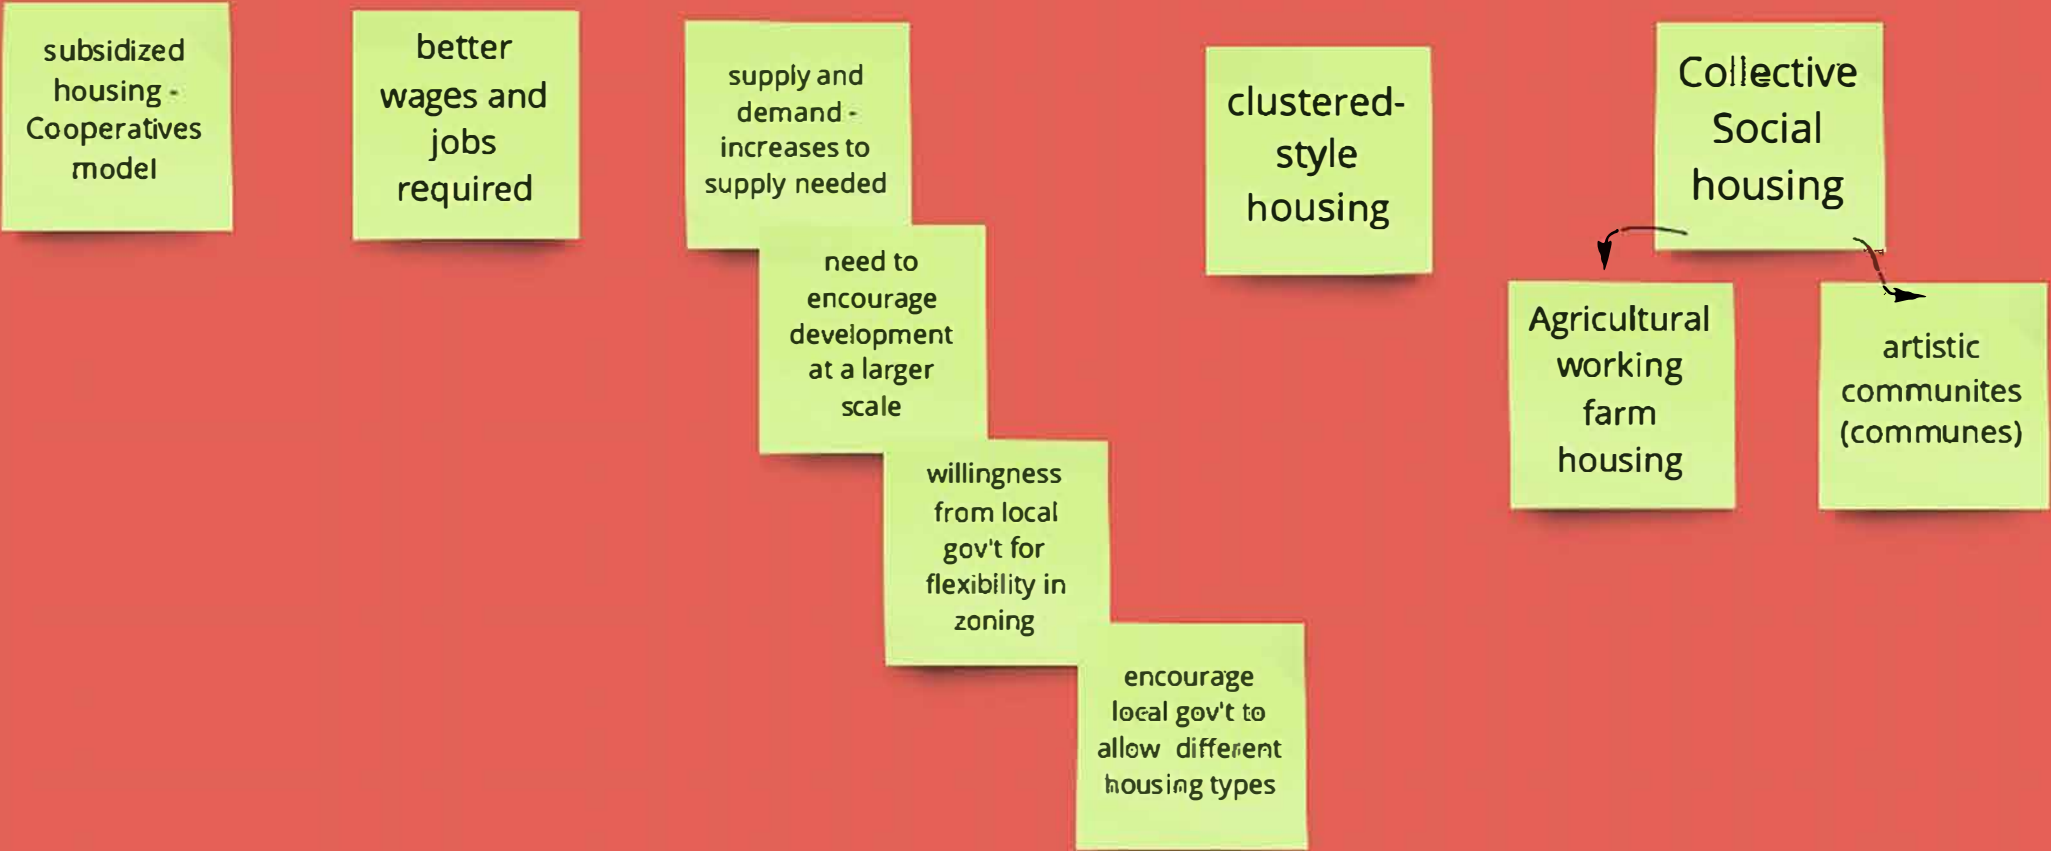 subsidized
housing -
Cooperatives
model
better
wages and
jobs
required
supply and
demand -
increases to
supply needed
need to
encourage
development
at a larger
scale
willingness
from local
gov't for
flexibility in
zoning
encourage
local gov't to
allow different
housing types
clustered-
style
housing
Collective
Social
housing
Agricultural
working
farm
housing
artistic
communites
(communes)